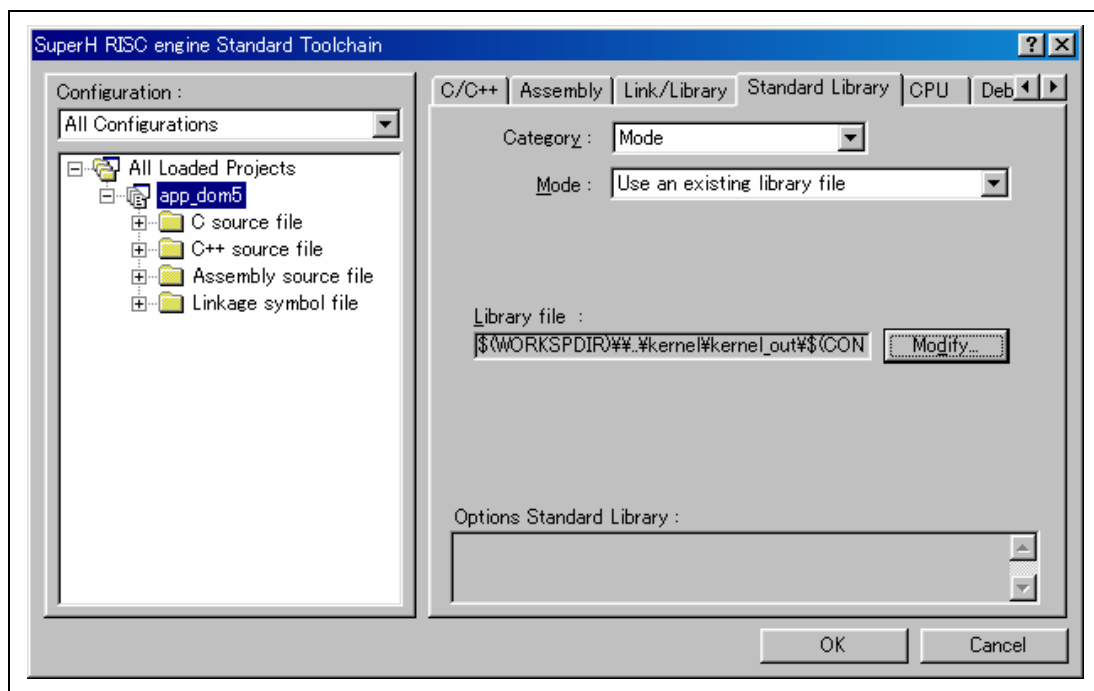 SuperH RISC engine Standard Toolchain
Configuration :
All Configurations
All Loaded Projects
app_dom5
C source file
C++ source file
Assembly source file
Linkage symbol file
C/C++ Assembly Link/Library Standard Library CPU Deb
Category : Mode
Mode : Use an existing library file
Library file :
$(WORKSPDIR)¥¥..¥kernel¥kernel_out¥$(CON Modify...
Options Standard Library :
OK Cancel